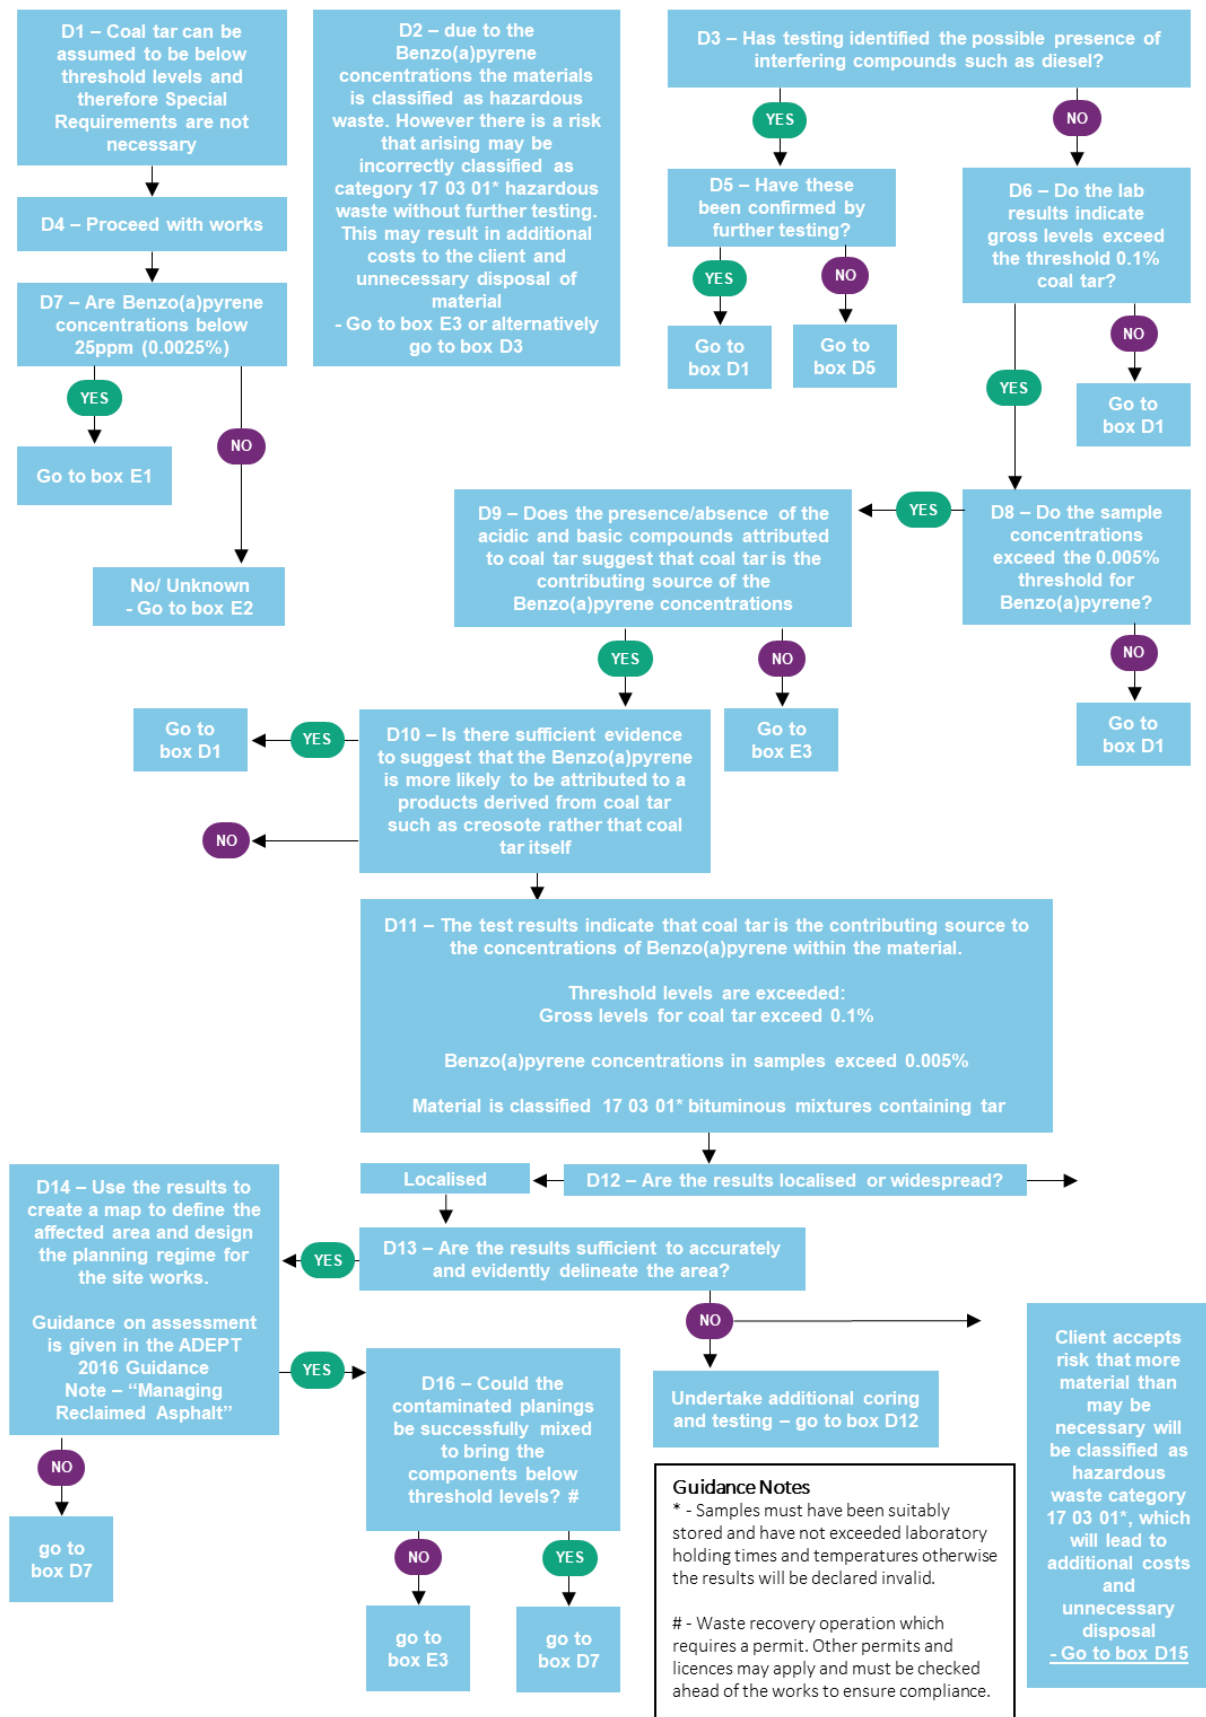 D1 – Coal tar can be
assumed to be below
threshold levels and
therefore Special
Requirements are not
necessary
D2 – due to the
Benzo(a)pyrene
concentrations the materials
is classified as hazardous
waste. However there is a risk
that arising may be
incorrectly classified as
category 17 03 01* hazardous
waste without further testing.
This may result in additional
costs to the client and
unnecessary disposal of
material
- Go to box E3 or alternatively
go to box D3
D3 – Has testing identified the possible presence of
interfering compounds such as diesel?
YES
NO
D4 – Proceed with works
D5 – Have these
been confirmed by
further testing?
D6 – Do the lab
results indicate
gross levels exceed
the threshold 0.1%
coal tar?
YES
NO
D7 – Are Benzo(a)pyrene
concentrations below
25ppm (0.0025%)
Go to
box D1
Go to
box D5
NO
YES
YES
NO
Go to
box D1
Go to box E1
No/ Unknown
- Go to box E2
D9 – Does the presence/absence of the
acidic and basic compounds attributed
to coal tar suggest that coal tar is the
contributing source of the
Benzo(a)pyrene concentrations
YES
D8 – Do the sample
concentrations
exceed the 0.005%
threshold for
Benzo(a)pyrene?
YES
NO
NO
Go to
box D1
YES
D10 – Is there sufficient evidence
to suggest that the Benzo(a)pyrene
is more likely to be attributed to a
products derived from coal tar
such as creosote rather that coal
tar itself
Go to
box E3
Go to
box D1
NO
D11 – The test results indicate that coal tar is the contributing source to
the concentrations of Benzo(a)pyrene within the material.
Threshold levels are exceeded:
Gross levels for coal tar exceed 0.1%
Benzo(a)pyrene concentrations in samples exceed 0.005%
Material is classified 17 03 01* bituminous mixtures containing tar
D14 – Use the results to
create a map to define the
affected area and design
the planning regime for
the site works.
Guidance on assessment
is given in the ADEPT
2016 Guidance
Note – “Managing
Reclaimed Asphalt”
Localised
D12 – Are the results localised or widespread?
YES
D13 – Are the results sufficient to accurately
and evidently delineate the area?
NO
YES
D16 – Could the
contaminated planings
be successfully mixed
to bring the
components below
threshold levels? #
Undertake additional coring
and testing – go to box D12
Client accepts
risk that more
material than
may be
necessary will
be classified as
hazardous
waste category
17 03 01*, which
will lead to
additional costs
and
unnecessary
disposal
- Go to box D15
NO
go to
box D7
NO
YES
go to
box E3
go to
box D7
Guidance Notes
* - Samples must have been suitably
stored and have not exceeded laboratory
holding times and temperatures otherwise
the results will be declared invalid.
# - Waste recovery operation which
requires a permit. Other permits and
licences may apply and must be checked
ahead of the works to ensure compliance.